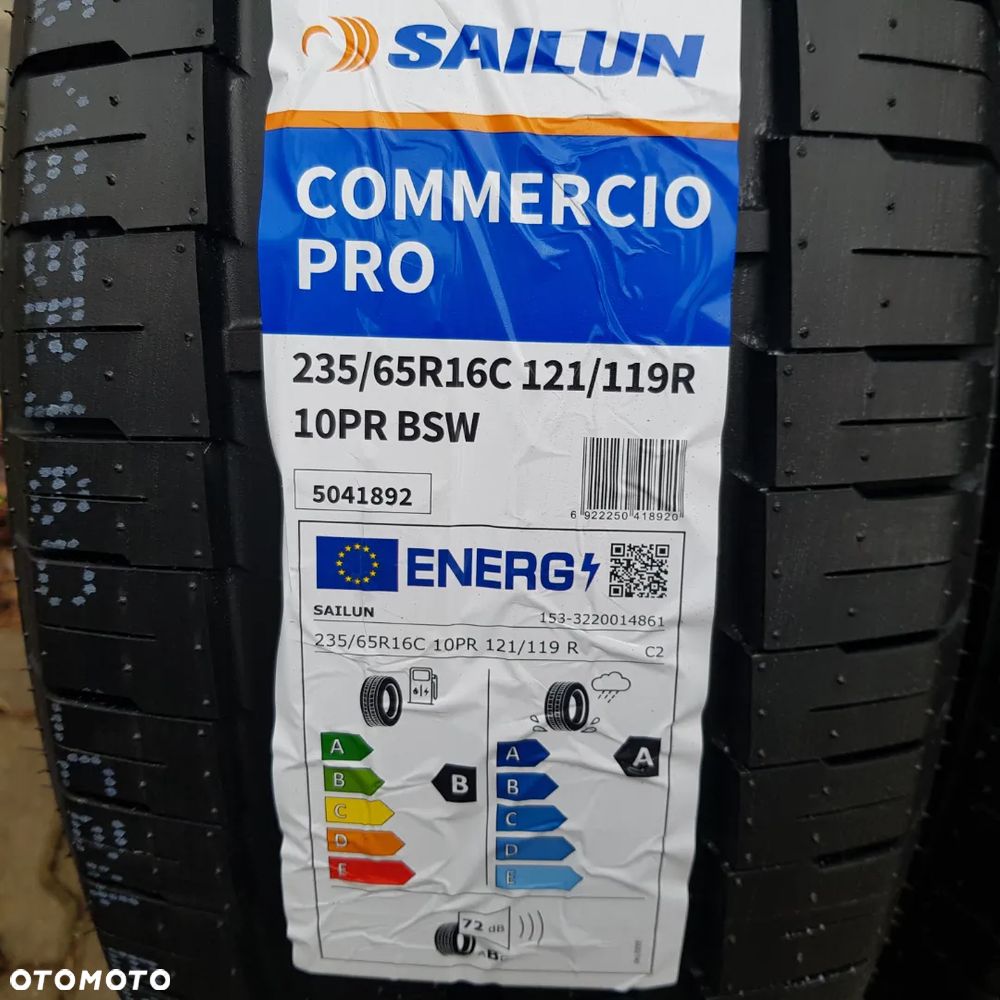 SAILUN
COMMERCIO
PRO
235/65R16C 121/119R
10PR BSW
5041892
6 922250 418920
ENERG
SAILUN
153-3220014861
235/65R16C 10PR 121/119 R
C2
A
B
C
D
E
B
A
B
C
D
E
A
72 dB
ABC
OTOMOTO